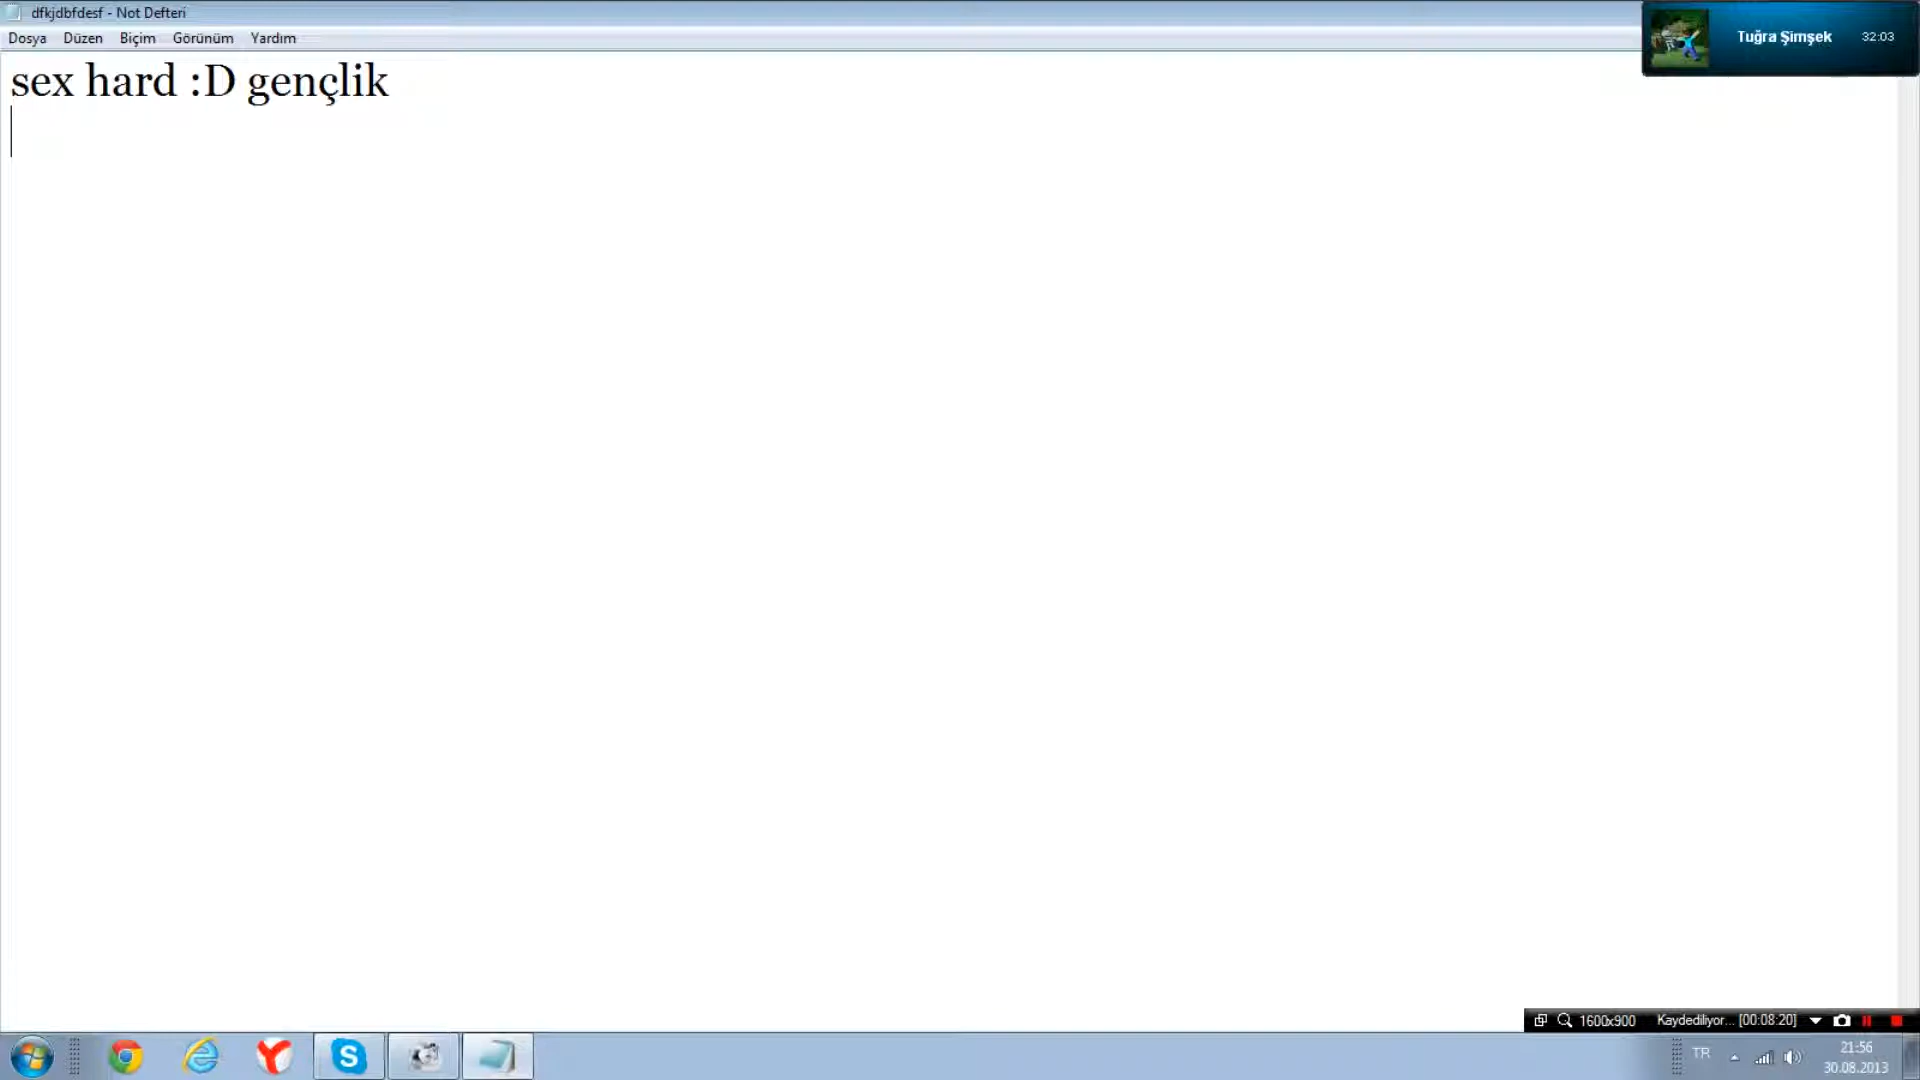 dfkjdbfdesf - Not Defteri
Dosya Düzen Biçim Görünüm Yardım
Tuğra Şimşek 32:03
sex hard :D gençlik
1600x900 Kaydediliyor... [00:08:20]
TR
21:56
30.08.2013